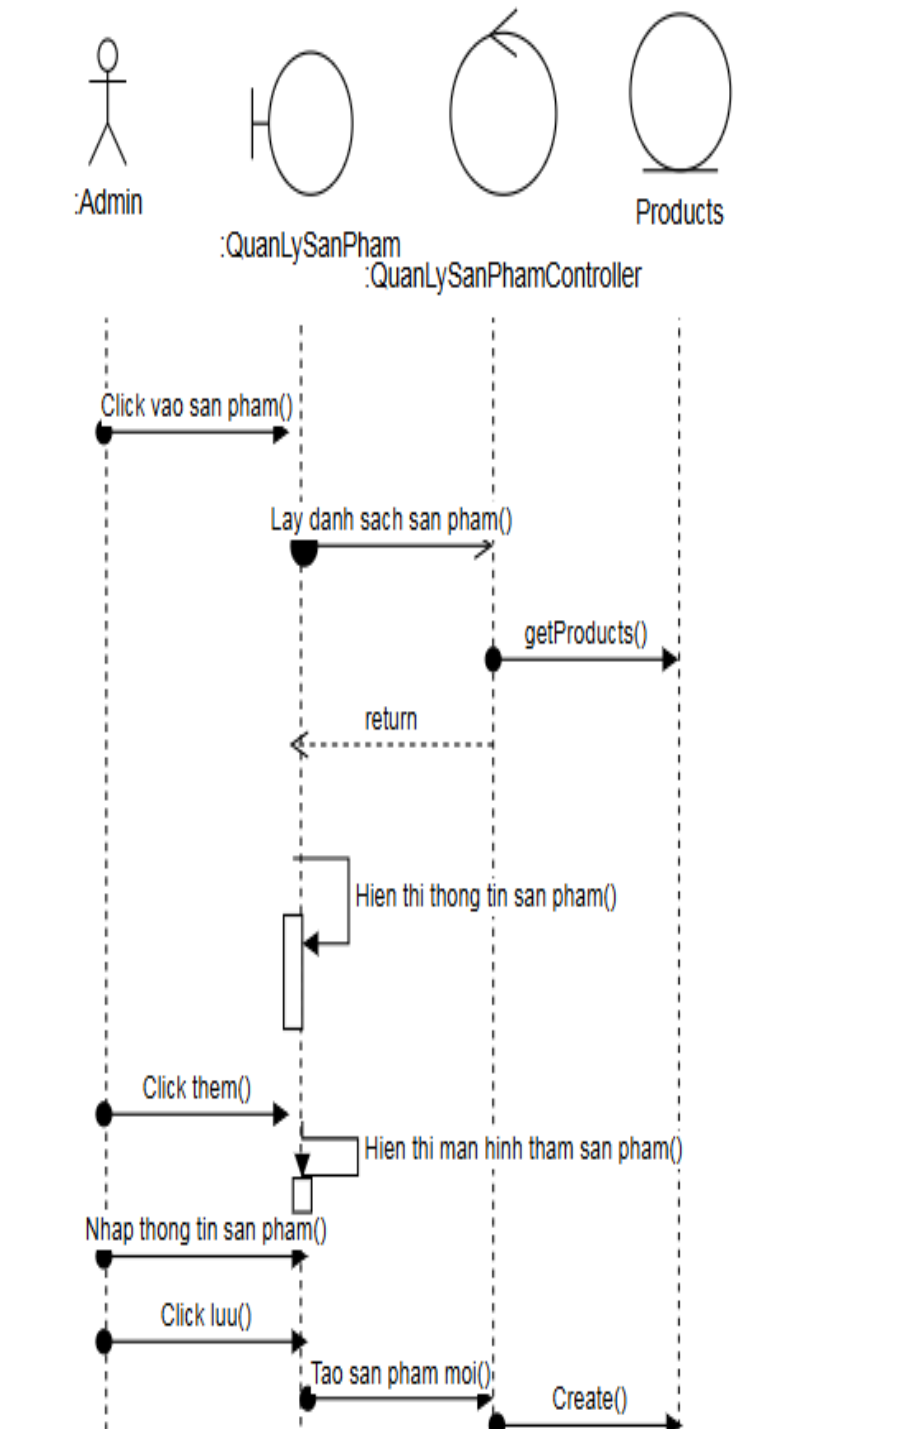 :Admin
:QuanLySanPham
:QuanLySanPhamController
Products
Click vao san pham()
Lay danh sach san pham()
getProducts()
return
Hien thi thong tin san pham()
Click them()
Hien thi man hinh tham san pham()
Nhap thong tin san pham()
Click luu()
Tao san pham moi()
Create()